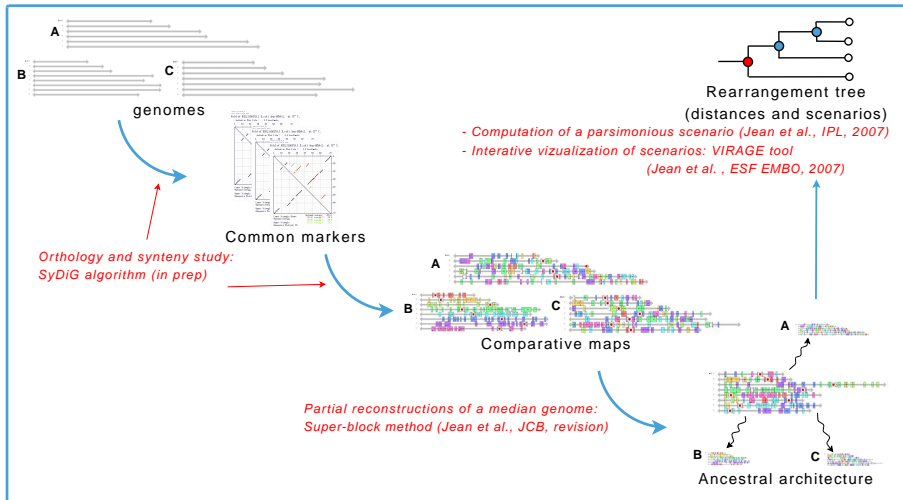 A
B
C
genomes
Common markers
Orthology and synteny study:
SyDiG algorithm (in prep)
A
B
C
Comparative maps
Partial reconstructions of a median genome:
Super-block method (Jean et al., JCB, revision)
A
B
C
Ancestral architecture
Rearrangement tree
(distances and scenarios)
- Computation of a parsimonious scenario (Jean et al., IPL, 2007)
- Interative vizualization of scenarios: VIRAGE tool
(Jean et al. , ESF EMBO, 2007)